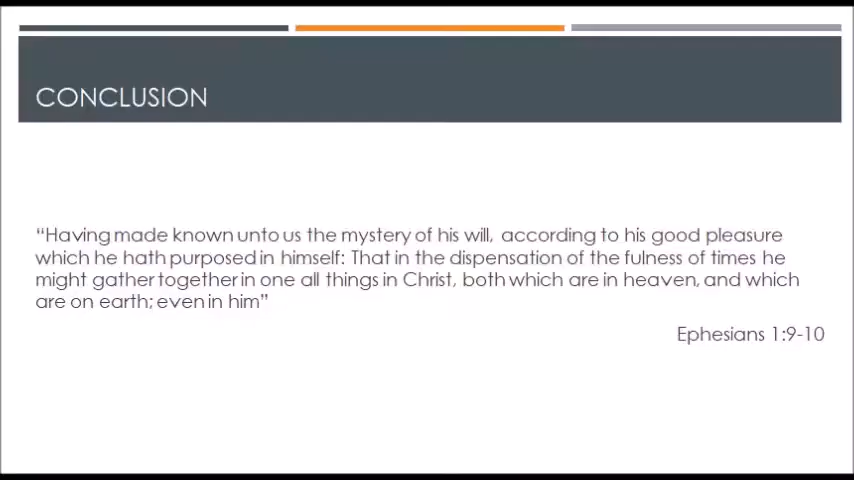 CONCLUSION
“Having made known unto us the mystery of his will, according to his good pleasure
which he hath purposed in himself: That in the dispensation of the fulness of times he
might gather together in one all things in Christ, both which are in heaven, and which
are on earth; even in him”
Ephesians 1:9-10